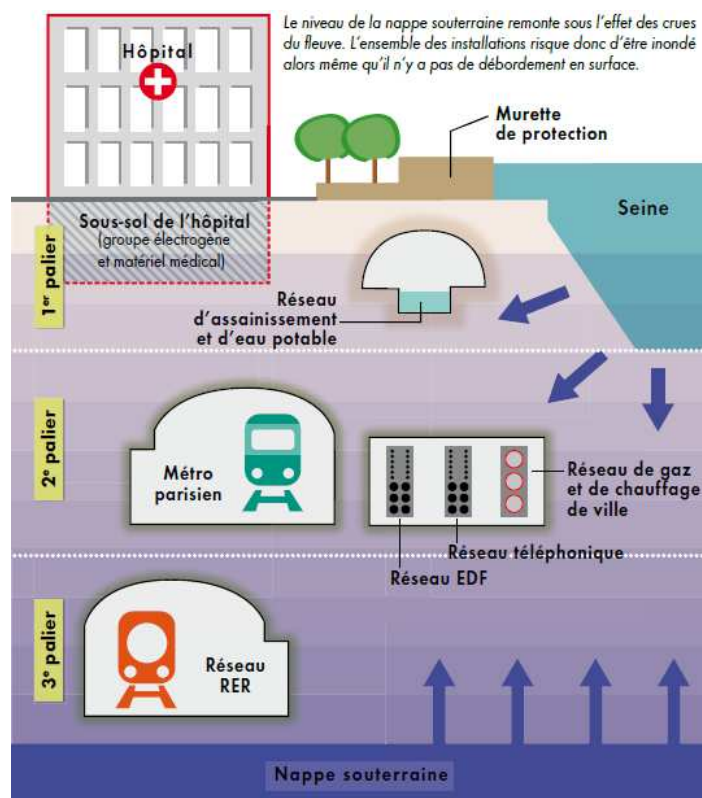 Le niveau de la nappe souterraine remonte sous l'effet des crues
du fleuve. L'ensemble des installations risque donc d'être inondé
alors même qu'il n'y a pas de débordement en surface.
Hôpital
Murette
de protection
Seine
Sous-sol de l'hôpital
(groupe électrogène
et matériel médical)
1er palier
Réseau
d'assainissement
et d'eau potable
2e palier
Métro
parisien
Réseau de gaz
et de chauffage
de ville
Réseau téléphonique
Réseau EDF
3e palier
Réseau
RER
Nappe souterraine